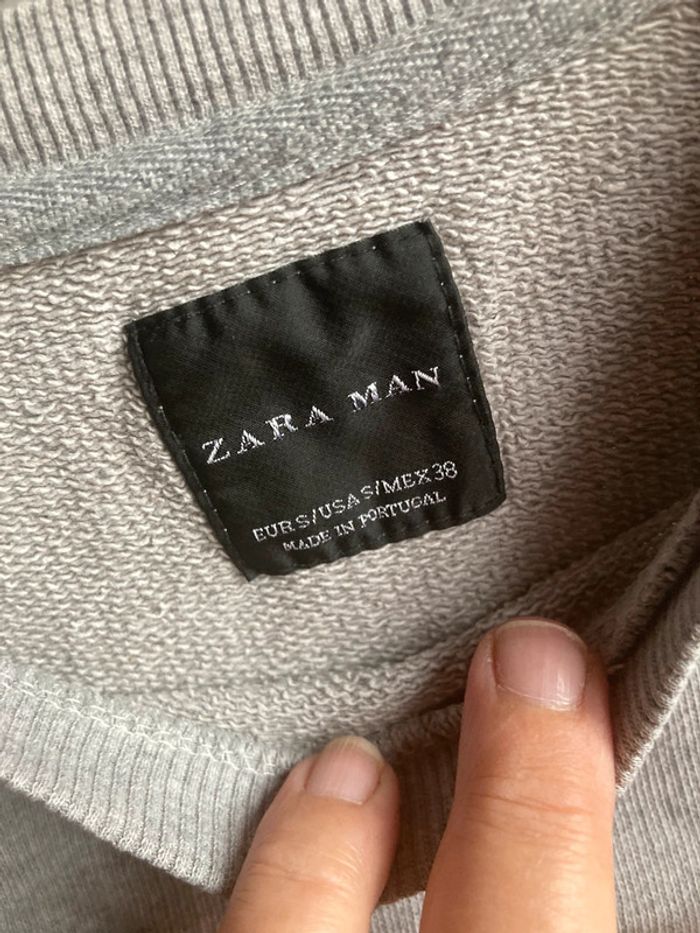 ZARA MAN
EUR S/USA S/MEX 38
MADE IN PORTUGAL